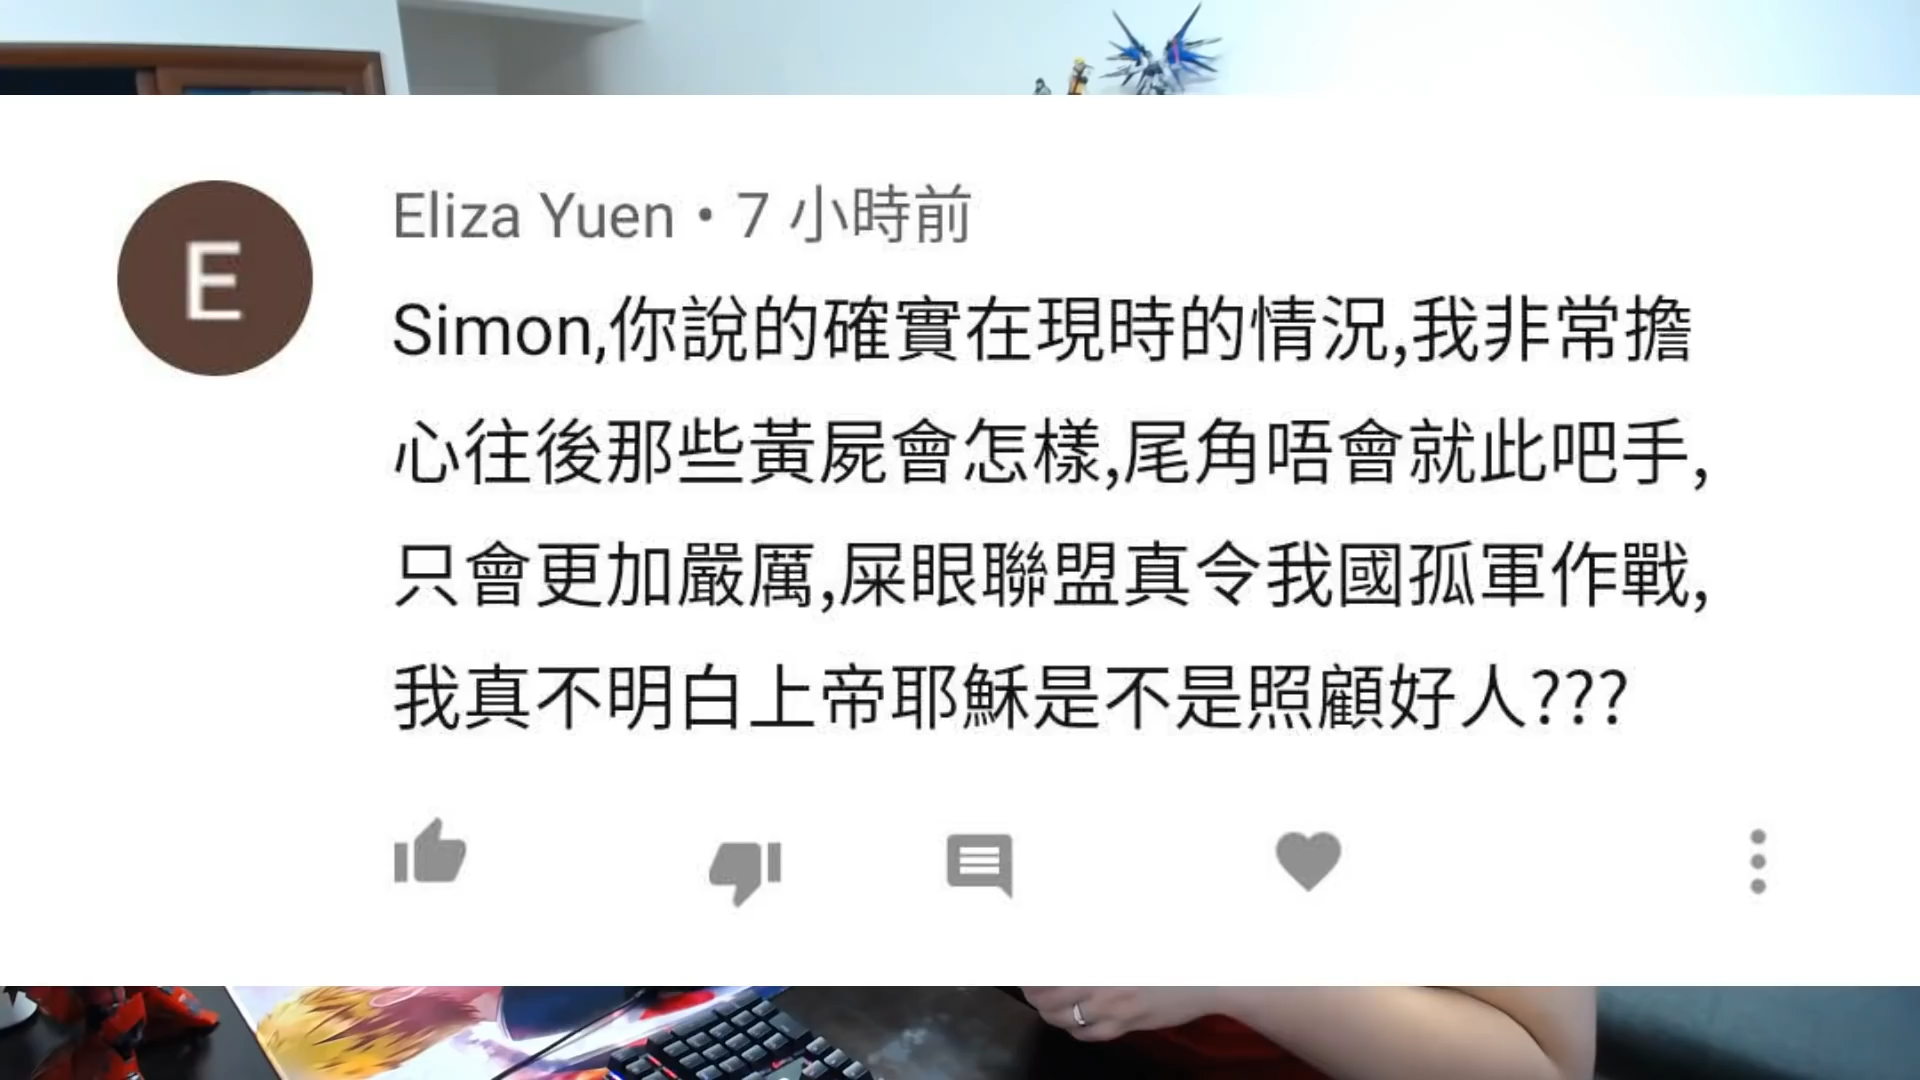 E
Eliza Yuen • 7 小時前
Simon,你說的確實在現時的情況,我非常擔
心往後那些黃屍會怎樣,尾角唔會就此吧手,
只會更加嚴厲,屎眼聯盟真令我國孤軍作戰,
我真不明白上帝耶穌是不是照顧好人???